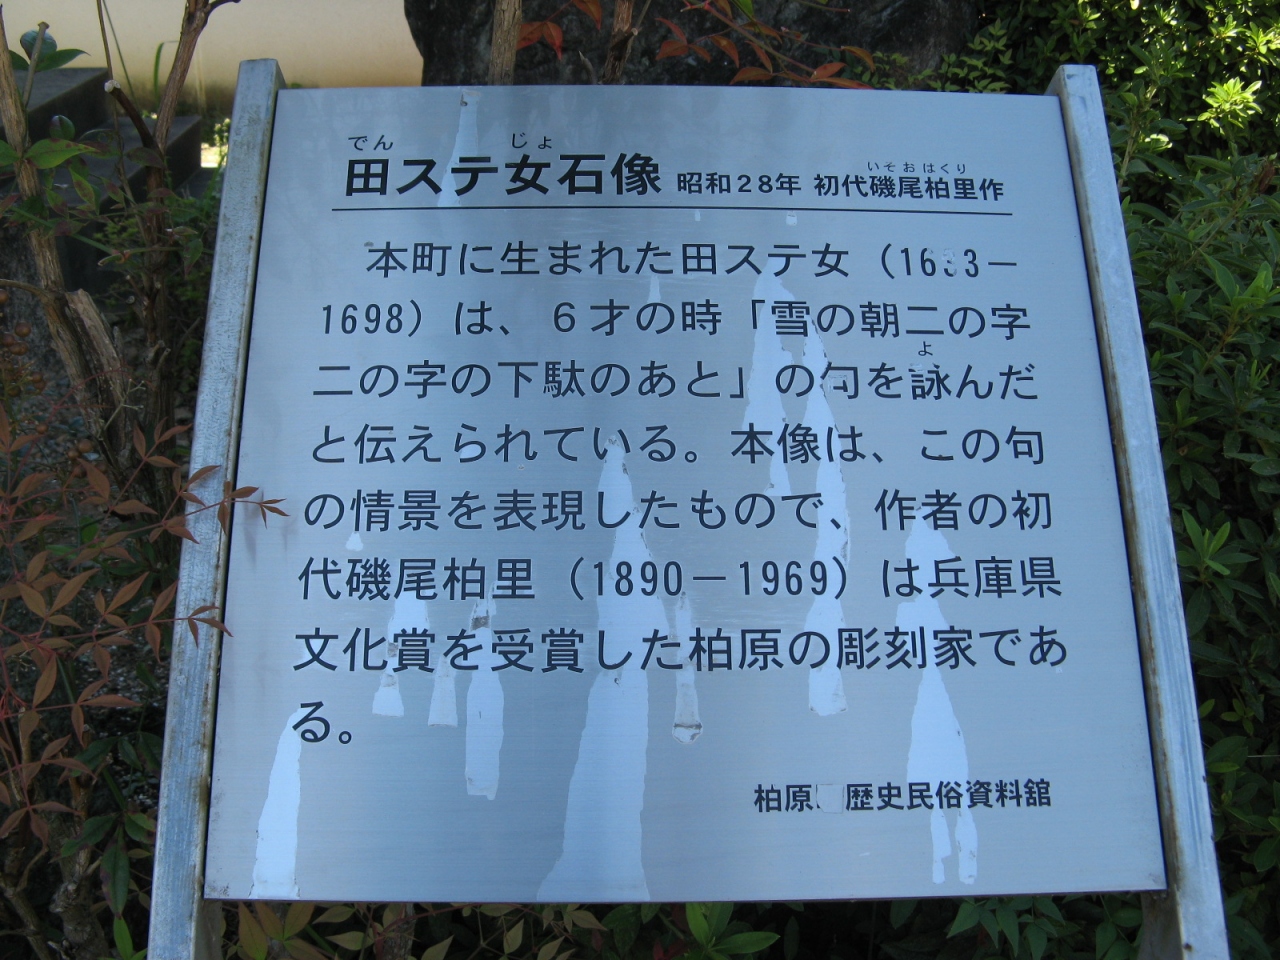 でん じょ
田ステ女石像 昭和28年 初代磯尾柏里作
いそ お はくり
本町に生まれた田ステ女(1633-
1698)は、6才の時「雪の朝二の字
二の字の下駄のあと」の句を詠んだ
よ
と伝えられている。本像は、この句
の情景を表現したもので、作者の初
代磯尾柏里(1890-1969)は兵庫県
文化賞を受賞した柏原の彫刻家であ
る。
柏原 歴史民俗資料館